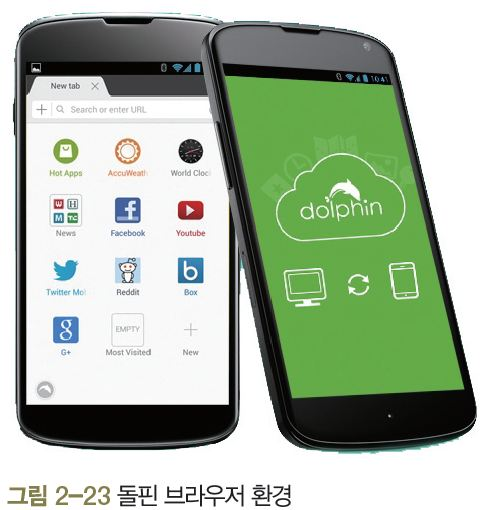 New tab
Search or enter URL
Hot Apps
AccuWeath
World Cloc
News
Facebook
Youtube
Twitter Mo
Reddit
Box
G+
EMPTY
Most Visited
New
10:41
dolphin
그림 2-23 돌핀 브라우저 환경